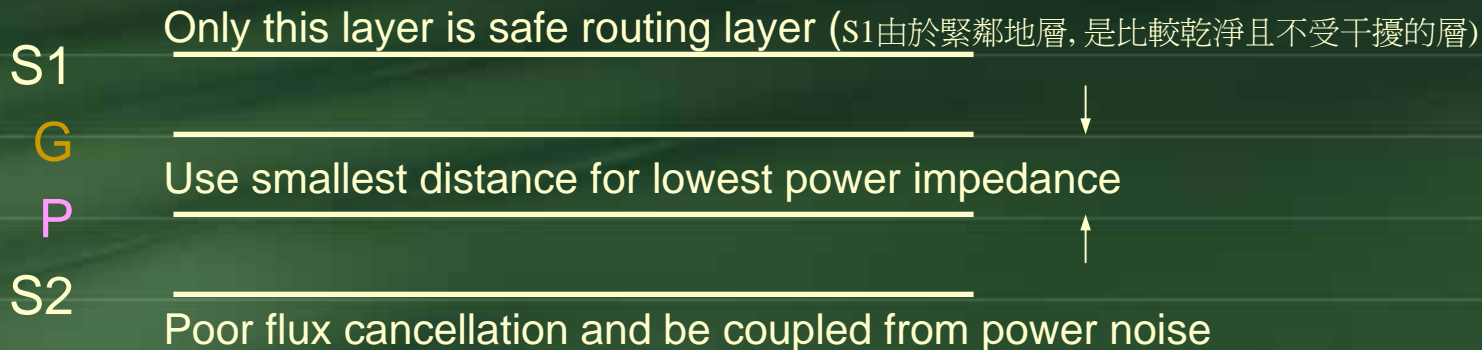 Only this layer is safe routing layer (S1由於緊鄰地層, 是比較乾淨且不受干擾的層)
S1
G
Use smallest distance for lowest power impedance
P
S2
Poor flux cancellation and be coupled from power noise